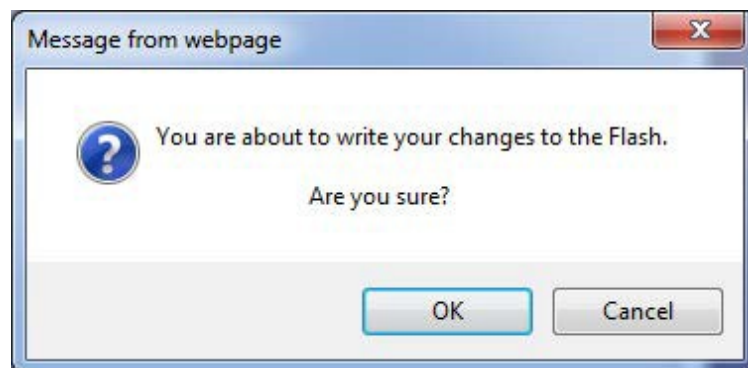 Message from webpage
You are about to write your changes to the Flash.
Are you sure?
OK
Cancel